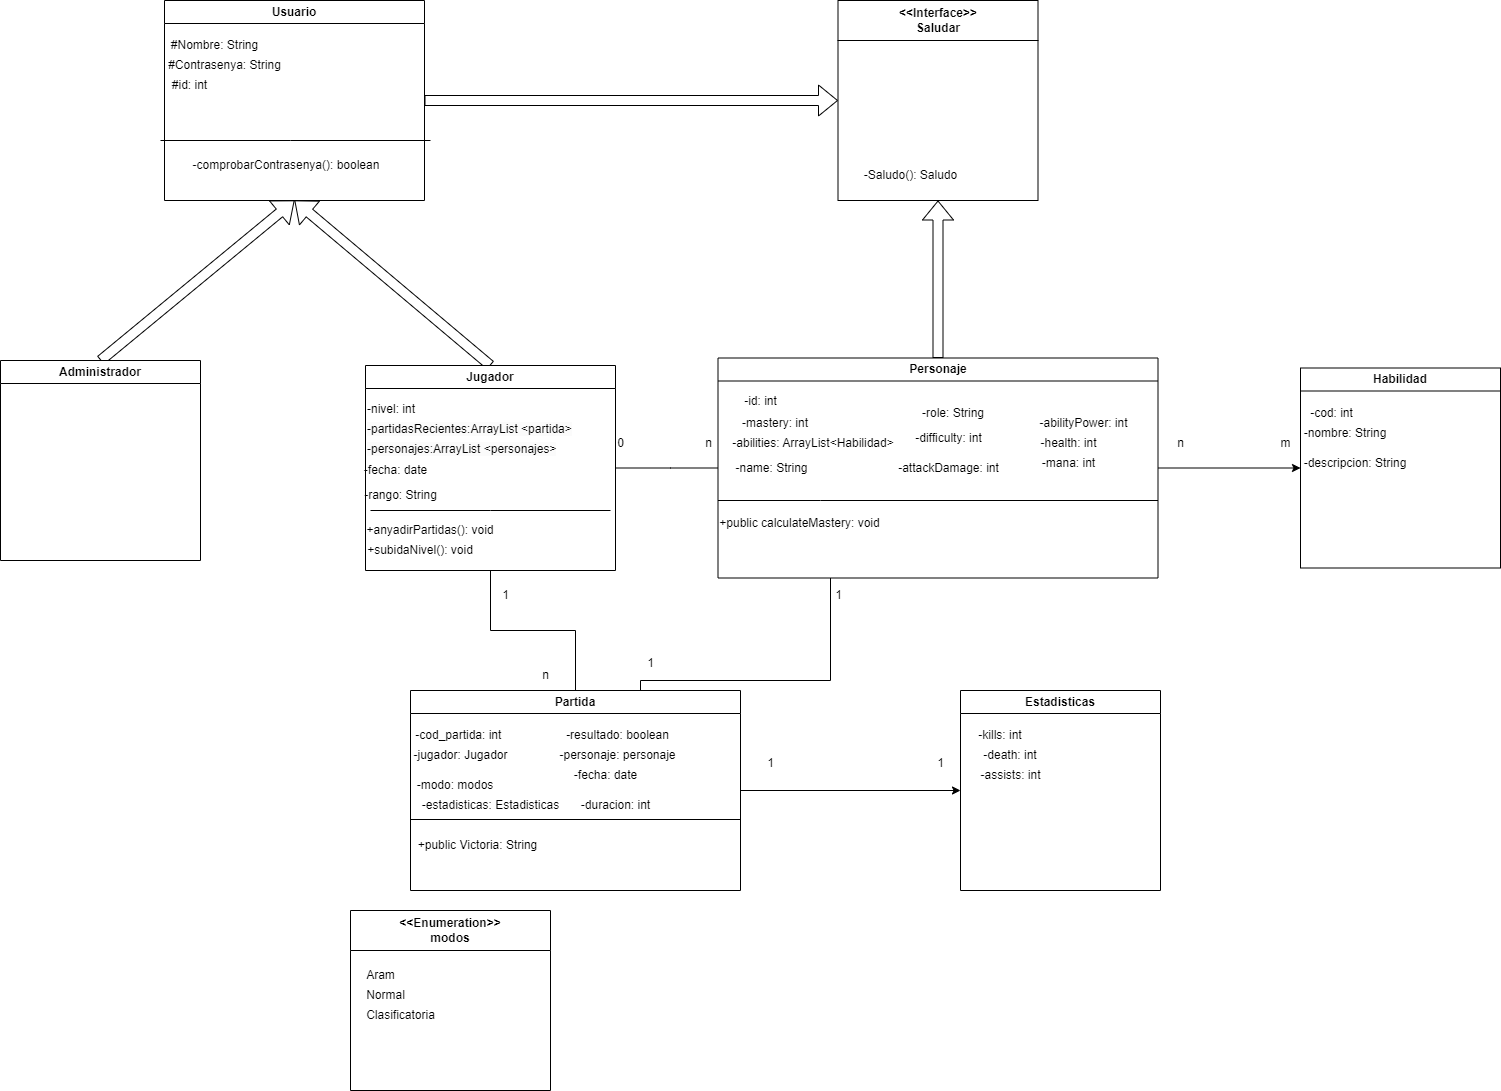 Usuario
#Nombre: String
#Contrasenya: String
#id: int
-comprobarContrasenya(): boolean
<<Interface>>
Saludar
-Saludo(): Saludo
Administrador
Jugador
-nivel: int
-partidasRecientes:ArrayList <partida>
-personajes:ArrayList <personajes>
-fecha: date
-rango: String
+anyadirPartidas(): void
+subidaNivel(): void
0
n
Personaje
-id: int
-mastery: int
-abilities: ArrayList<Habilidad>
-name: String
-role: String
-difficulty: int
-attackDamage: int
-abilityPower: int
-health: int
-mana: int
+public calculateMastery: void
n
m
Habilidad
-cod: int
-nombre: String
-descripcion: String
1
n
1
1
Partida
-cod_partida: int
-jugador: Jugador
-modo: modos
-estadisticas: Estadisticas
-resultado: boolean
-personaje: personaje
-fecha: date
-duracion: int
+public Victoria: String
1
1
Estadisticas
-kills: int
-death: int
-assists: int
<<Enumeration>>
modos
Aram
Normal
Clasificatoria